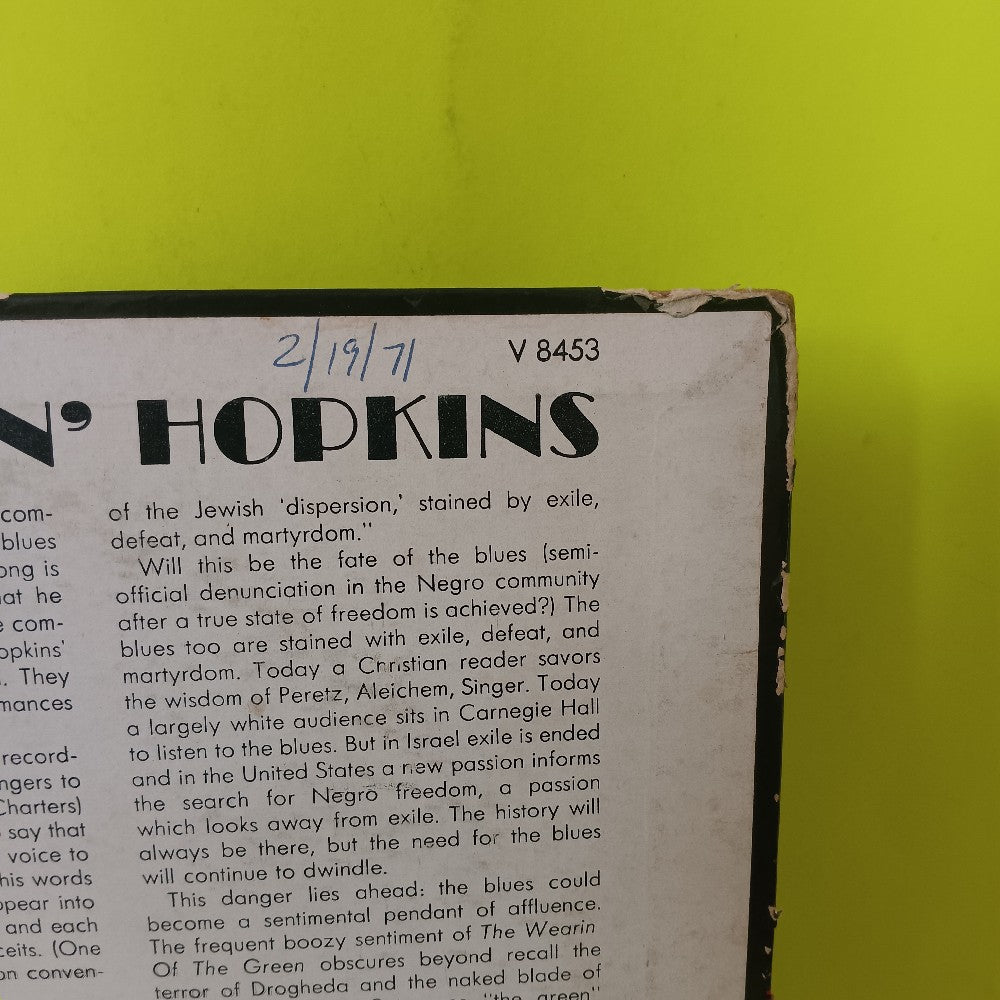 2/19/71
V 8453
N' HOPKINS
com-
blues
ong is
at he
com-
opkins'
. They
mances
record-
ngers to
Charters)
say that
voice to
his words
ppear into
and each
ceits. (One
on conven-
of the Jewish 'dispersion,' stained by exile,
defeat, and martyrdom."
Will this be the fate of the blues (semi-
official denunciation in the Negro community
after a true state of freedom is achieved?) The
blues too are stained with exile, defeat, and
martyrdom. Today a Christian reader savors
the wisdom of Peretz, Aleichem, Singer. Today
a largely white audience sits in Carnegie Hall
to listen to the blues. But in Israel exile is ended
and in the United States a new passion informs
the search for Negro freedom, a passion
which looks away from exile. The history will
always be there, but the need for the blues
will continue to dwindle.
This danger lies ahead: the blues could
become a sentimental pendant of affluence.
The frequent boozy sentiment of The Wearin
Of The Green obscures beyond recall the
terror of Drogheda and the naked blade of
"the green"